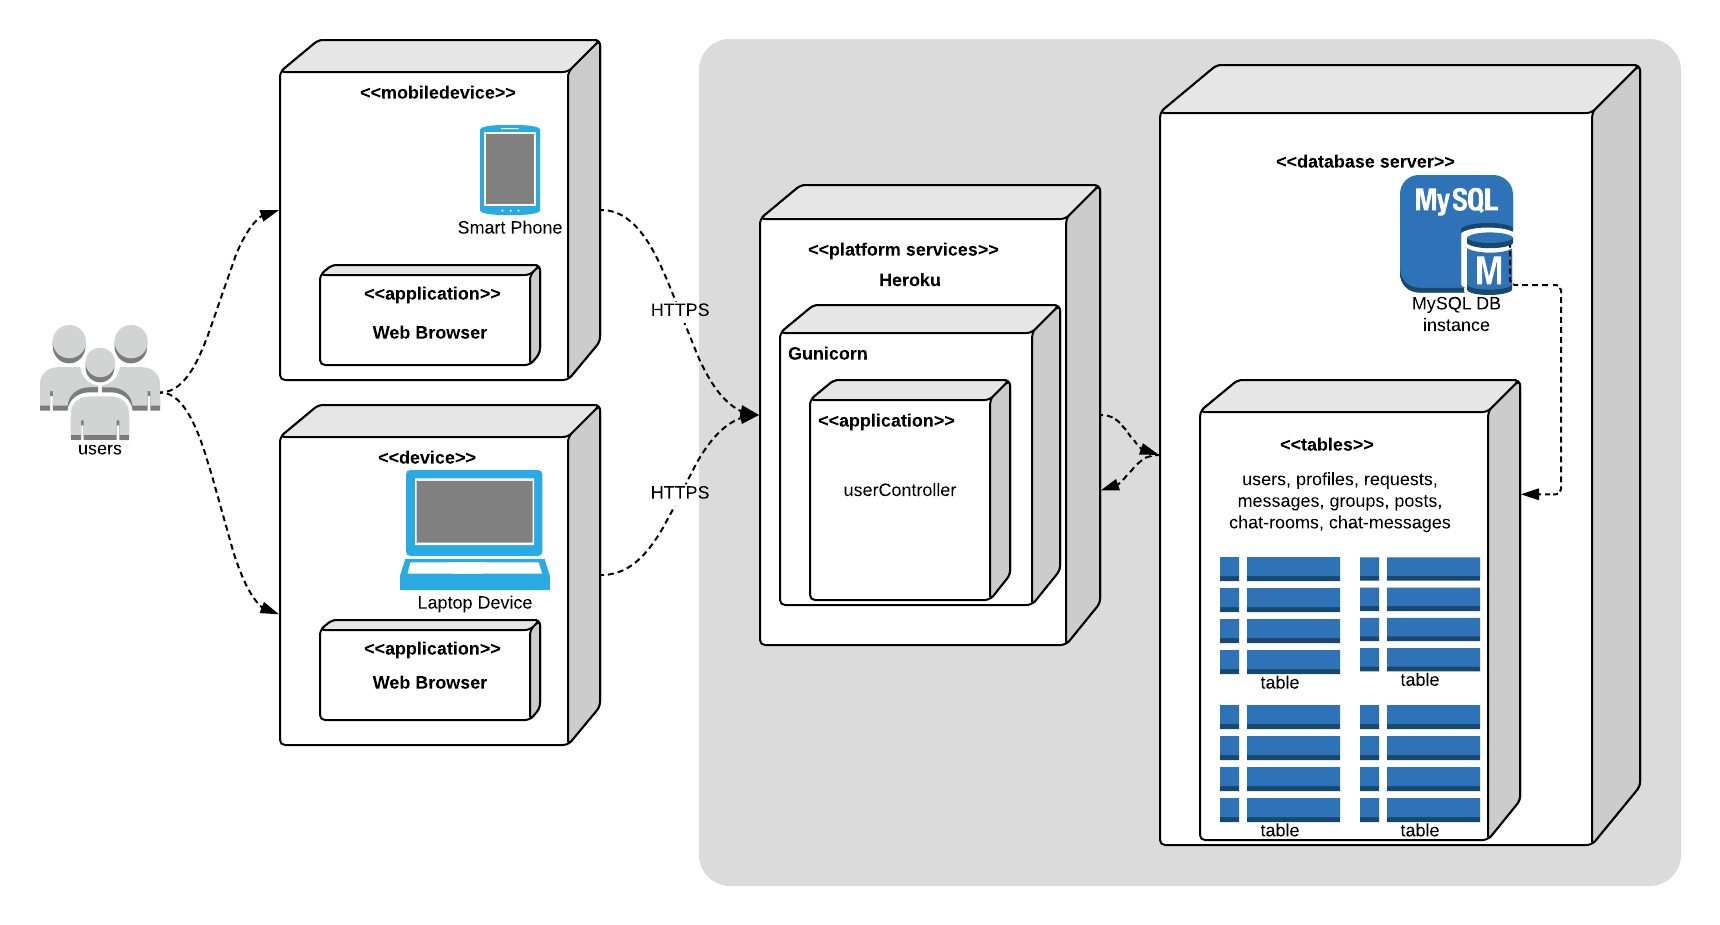 <<mobiledevice>>
Smart Phone
<<application>>
Web Browser
users
<<device>>
Laptop Device
<<application>>
Web Browser
HTTPS
HTTPS
<<platform services>>
Heroku
Gunicorn
<<application>>
userController
<<database server>>
MySQL
M
MySQL DB
instance
<<tables>>
users, profiles, requests,
messages, groups, posts,
chat-rooms, chat-messages
table
table
table
table